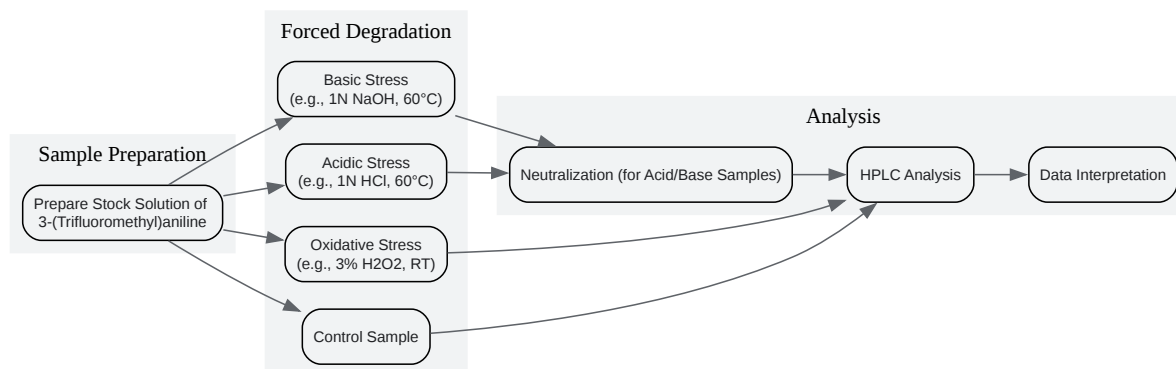 Sample Preparation
Prepare Stock Solution of
3-(Trifluoromethyl)aniline
Forced Degradation
Basic Stress
(e.g., 1N NaOH, 60°C)
Acidic Stress
(e.g., 1N HCl, 60°C)
Oxidative Stress
(e.g., 3% H2O2, RT)
Control Sample
Analysis
Neutralization (for Acid/Base Samples)
HPLC Analysis
Data Interpretation